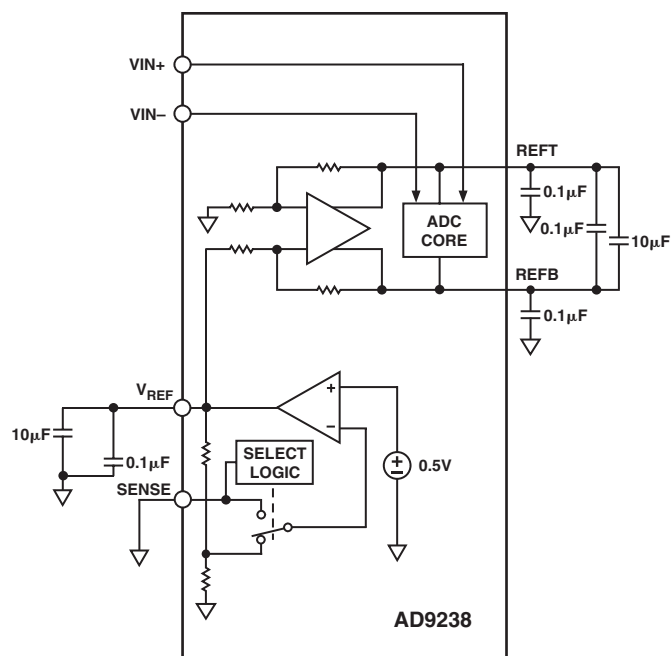 VIN+
VIN–
REFT
0.1μF
0.1μF
10μF
ADC
CORE
REFB
0.1μF
VREF
10μF
0.1μF
+
–
SELECT
LOGIC
0.5V
SENSE
AD9238